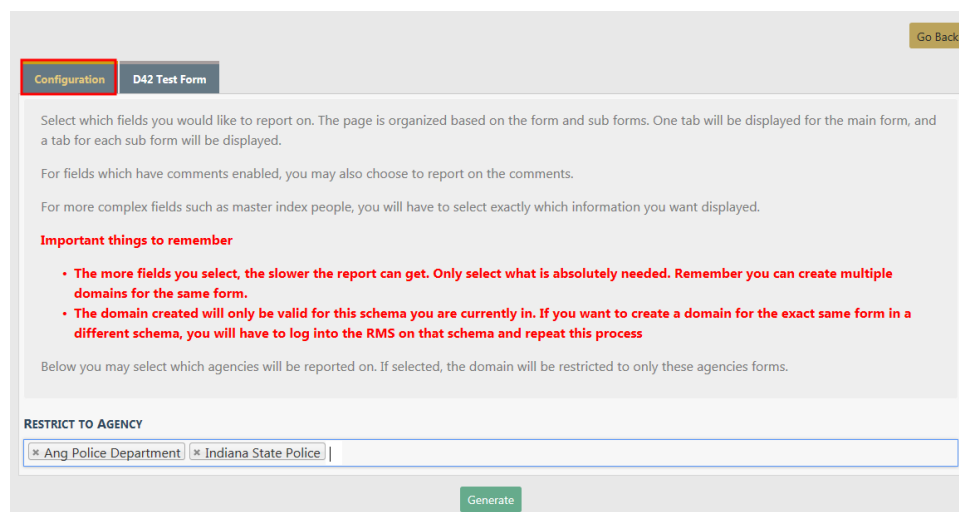 Go Back
Configuration D42 Test Form
Select which fields you would like to report on. The page is organized based on the form and sub forms. One tab will be displayed for the main form, and
a tab for each sub form will be displayed.
For fields which have comments enabled, you may also choose to report on the comments.
For more complex fields such as master index people, you will have to select exactly which information you want displayed.
Important things to remember
• The more fields you select, the slower the report can get. Only select what is absolutely needed. Remember you can create multiple
domains for the same form.
• The domain created will only be valid for this schema you are currently in. If you want to create a domain for the exact same form in a
different schema, you will have to log into the RMS on that schema and repeat this process
Below you may select which agencies will be reported on. If selected, the domain will be restricted to only these agencies forms.
RESTRICT TO AGENCY
× Ang Police Department × Indiana State Police
Generate